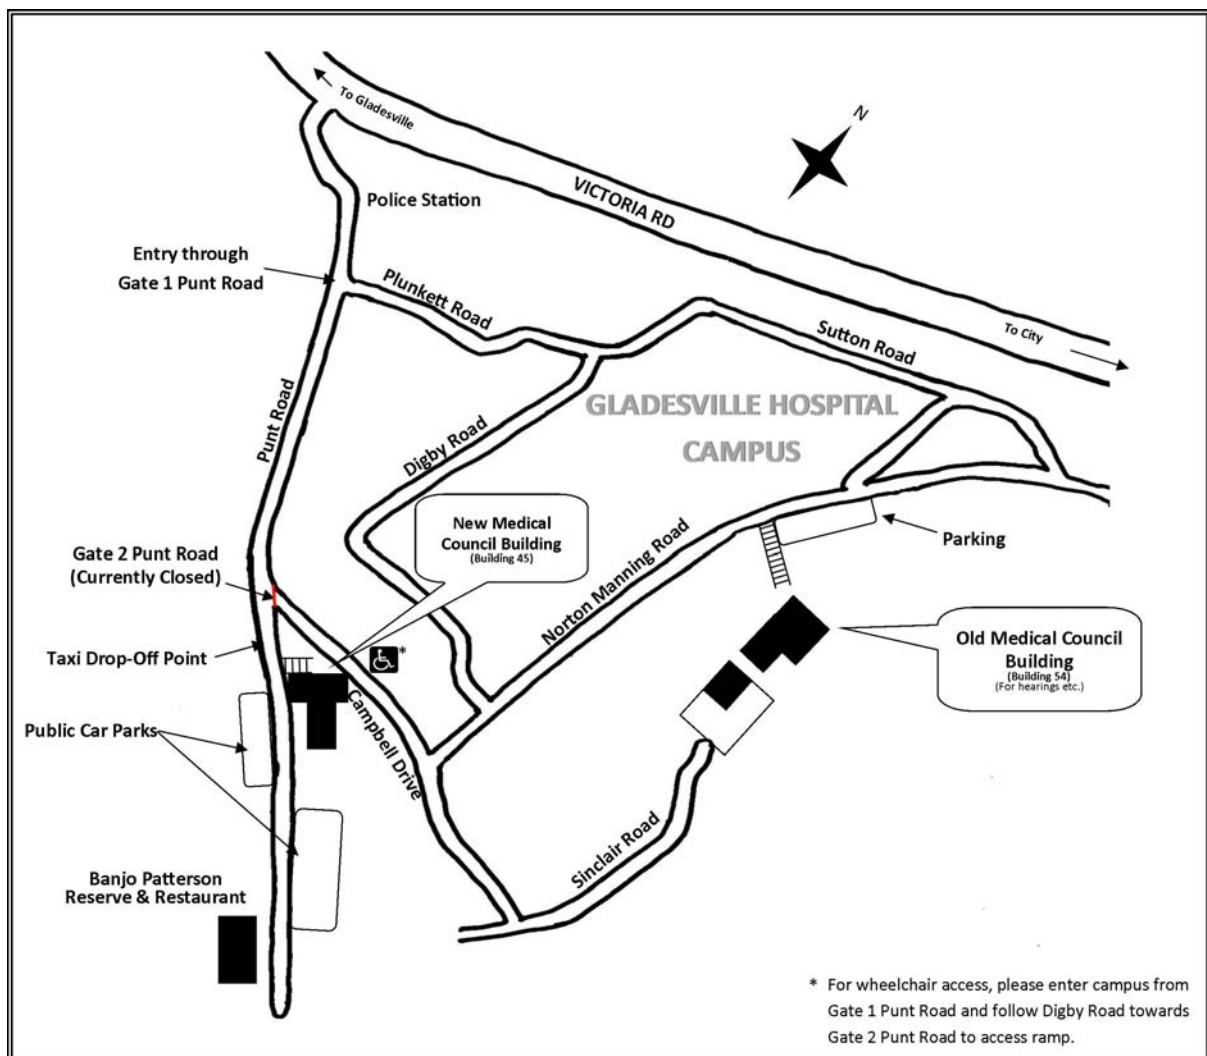 To Gladesville
N
VICTORIA RD
Police Station
Entry through
Gate 1 Punt Road
Plunkett Road
To City
Sutton Road
Punt Road
GLADESVILLE HOSPITAL
CAMPUS
Digby Road
New Medical
Council Building
(Building 45)
Norton Manning Road
Parking
Gate 2 Punt Road
(Currently Closed)
Taxi Drop-Off Point
*
Old Medical Council
Building
(Building 54)
(For hearings etc.)
Public Car Parks
Campbell Drive
Sinclair Road
Banjo Patterson
Reserve & Restaurant
* For wheelchair access, please enter campus from
Gate 1 Punt Road and follow Digby Road towards
Gate 2 Punt Road to access ramp.